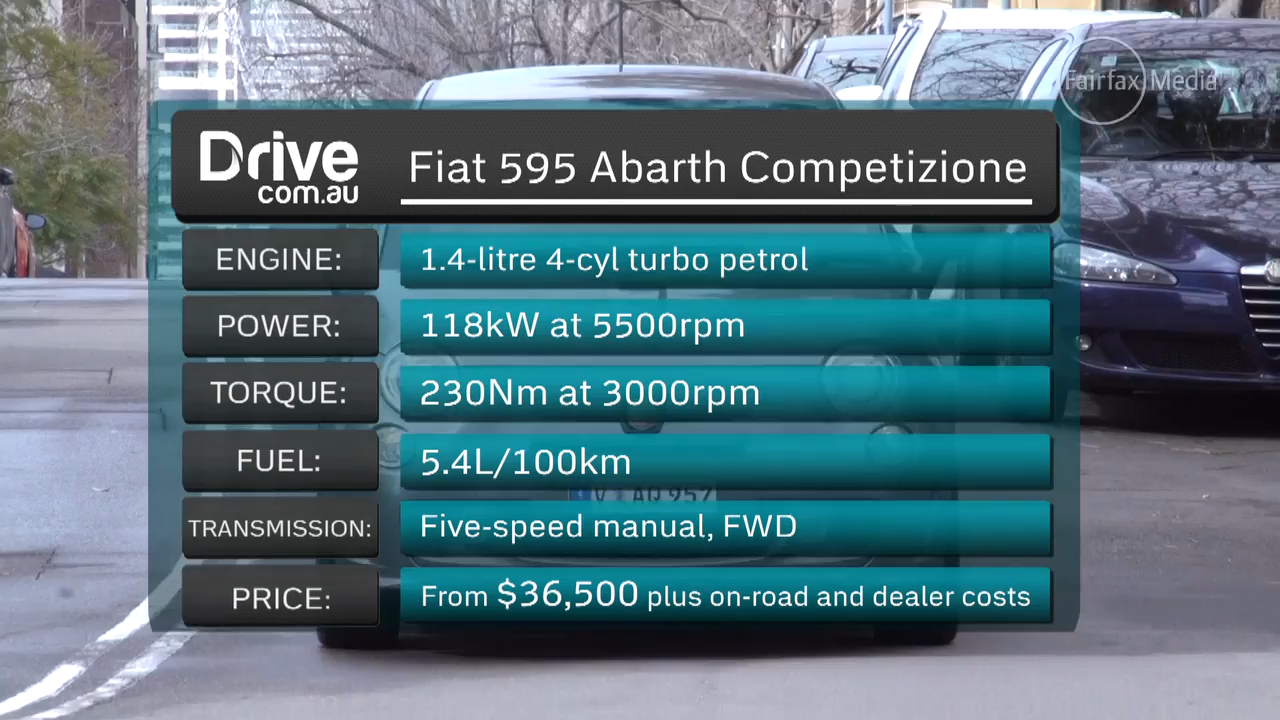 Fairfax Media
Drive
com.au
Fiat 595 Abarth Competizione
ENGINE: 1.4-litre 4-cyl turbo petrol
POWER: 118kW at 5500rpm
TORQUE: 230Nm at 3000rpm
FUEL: 5.4L/100km
TRANSMISSION: Five-speed manual, FWD
PRICE: From $36,500 plus on-road and dealer costs